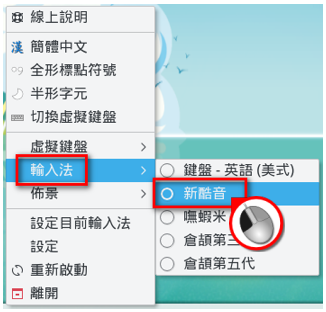 線上說明
簡體中文
全形標點符號
半形字元
切換虛擬鍵盤
虛擬鍵盤
輸入法
佈景
設定目前輸入法
設定
重新啟動
離開
鍵盤 - 英語 (美式)
新酷音
嘸蝦米
倉頡第三
倉頡第五代